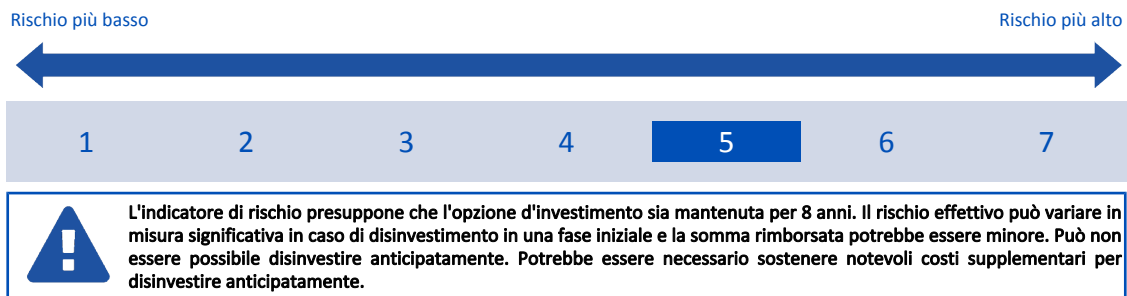 Rischio più basso Rischio più alto
1 2 3 4 5 6 7
L'indicatore di rischio presuppone che l'opzione d'investimento sia mantenuta per 8 anni. Il rischio effettivo può variare in
misura significativa in caso di disinvestimento in una fase iniziale e la somma rimborsata potrebbe essere minore. Può non
essere possibile disinvestire anticipatamente. Potrebbe essere necessario sostenere notevoli costi supplementari per
disinvestire anticipatamente.